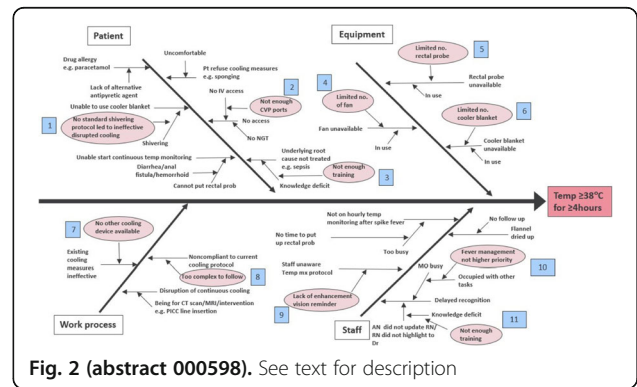 Patient
Equipment
Drug allergy
e.g. paracetamol
Uncomfortable
Pt refuse cooling measures
e.g. sponging
Lack of alternative
antipyretic agent
No IV access
2
Not enough
CVP ports
Unable to use cooler blanket
1
No standard shivering
protocol led to ineffective
disrupted cooling
Shivering
No access
No NGT
Unable start continuous temp monitoring
Diarrhea/anal
fistula/hemorrhoid
Cannot put rectal prob
Underlying root
cause not treated
e.g. sepsis
Knowledge deficit
Not enough
training
3
Limited no.
rectal probe
5
Rectal probe
unavailable
In use
4
Limited no.
of fan
Fan unavailable
In use
Limited no.
cooler blanket
6
Cooler blanket
unavailable
In use
Temp ≥38°C
for ≥4hours
7
No other cooling
device available
Existing
cooling
measures
ineffective
Noncompliant to current
cooling protocol
Too complex to follow
8
Disruption of continuous cooling
Being for CT scan/MRI/intervention
e.g. PICC line insertion
Work process
Not on hourly temp
monitoring after spike fever
No follow up
Flannel
dried up
No time to put
up rectal prob
Too busy
Staff unaware
Temp mx protocol
MO busy
Fever management
not higher priority
10
Occupied with other
tasks
Lack of enhancement
vision reminder
9
Delayed recognition
Knowledge deficit
11
Not enough
training
AN did not update RN/
RN did not highlight to
Dr
Staff
Fig. 2 (abstract 000598). See text for description